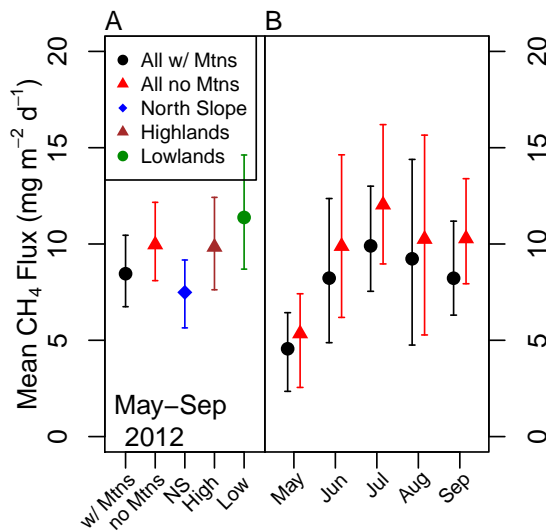 A
B
Mean CH4 Flux (mg m−2 d−1)
0
5
10
15
20
All w/ Mtns
All no Mtns
North Slope
Highlands
Lowlands
May−Sep
2012
w/ Mtns
no Mtns
NS
High
Low
May
Jun
Jul
Aug
Sep
0
5
10
15
20